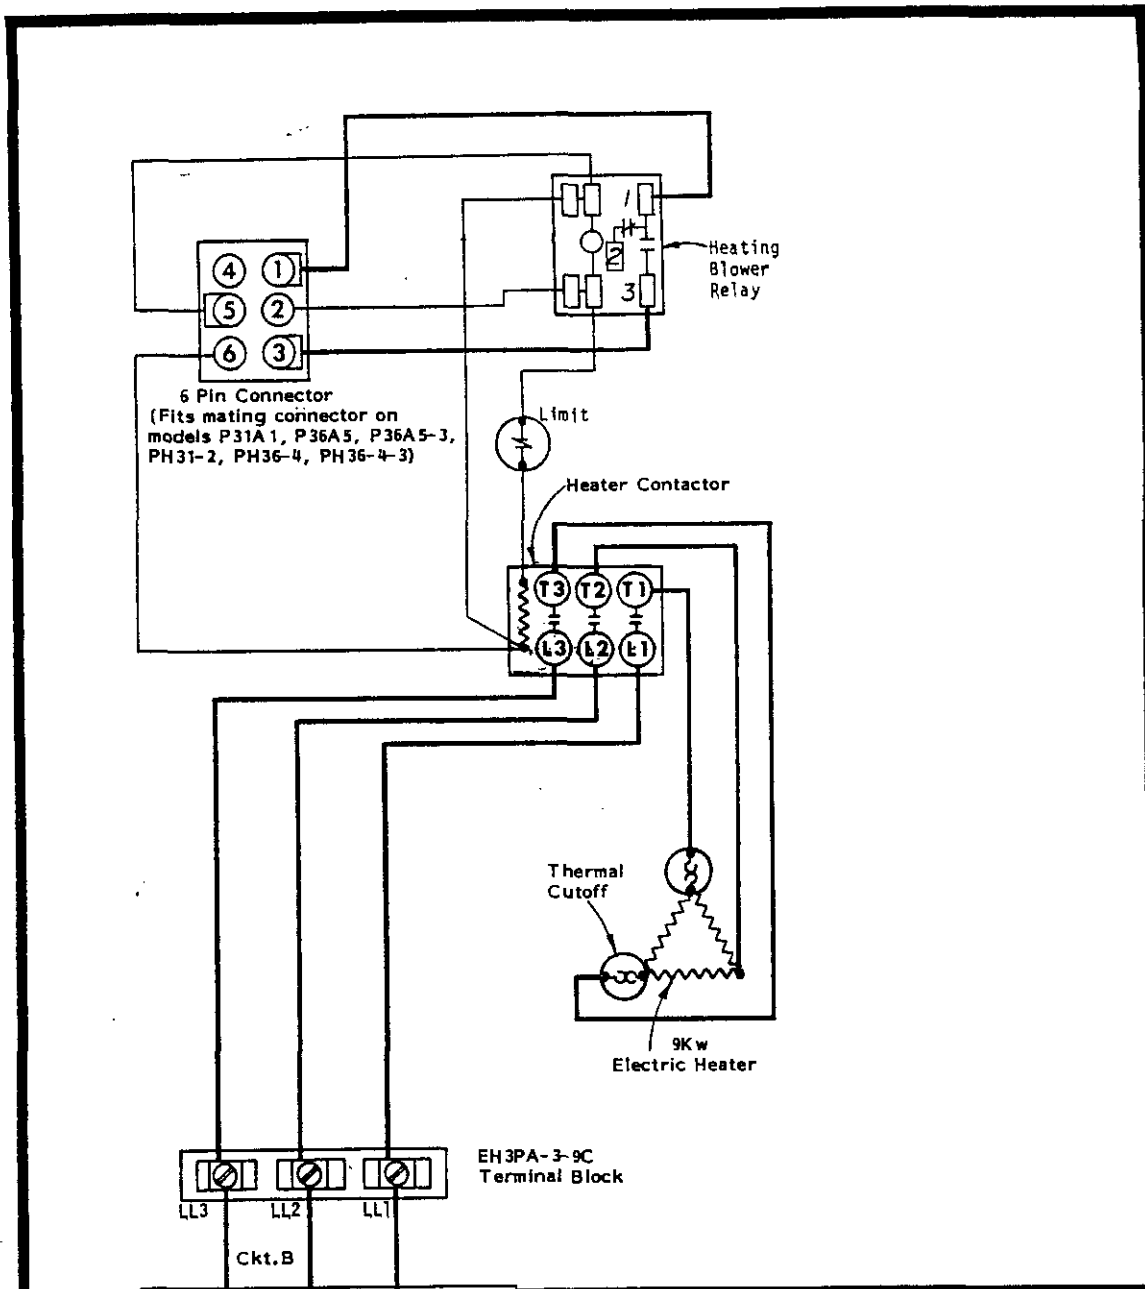 1
2
3
Heating
Blower
Relay
4 1
5 2
6 3
6 Pin Connector
(Fits mating connector on
models P31A1, P36A5, P36A5-3,
PH31-2, PH36-4, PH36-4-3)
Limit
Heater Contactor
T3 T2 T1
L3 L2 L1
Thermal
Cutoff
9Kw
Electric Heater
EH3PA-3-9C
Terminal Block
LL3 LL2 LL1
Ckt.B